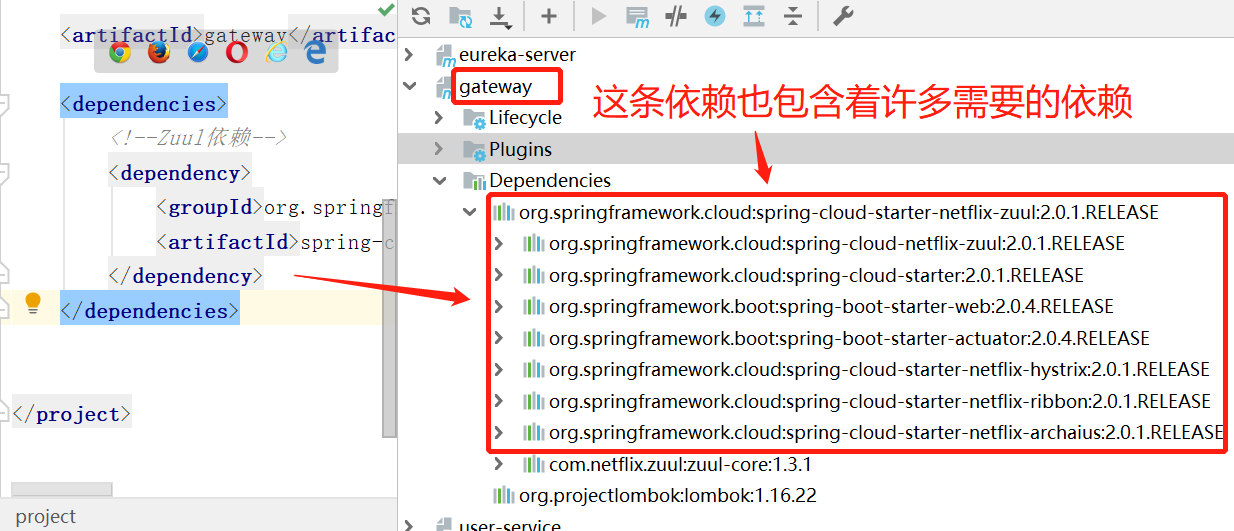 <artifactId>gateway</artifac
<dependencies>
<!--Zuul依赖-->
<dependency>
<groupId>org.springf
<artifactId>spring-c
</dependency>
</dependencies>
</project>
project
eureka-server
gateway
这条依赖也包含着许多需要的依赖
Lifecycle
Plugins
Dependencies
org.springframework.cloud:spring-cloud-starter-netflix-zuul:2.0.1.RELEASE
org.springframework.cloud:spring-cloud-netflix-zuul:2.0.1.RELEASE
org.springframework.cloud:spring-cloud-starter:2.0.1.RELEASE
org.springframework.boot:spring-boot-starter-web:2.0.4.RELEASE
org.springframework.boot:spring-boot-starter-actuator:2.0.4.RELEASE
org.springframework.cloud:spring-cloud-starter-netflix-hystrix:2.0.1.RELEASE
org.springframework.cloud:spring-cloud-starter-netflix-ribbon:2.0.1.RELEASE
org.springframework.cloud:spring-cloud-starter-netflix-archaius:2.0.1.RELEASE
com.netflix.zuul:zuul-core:1.3.1
org.projectlombok:lombok:1.16.22
user-service